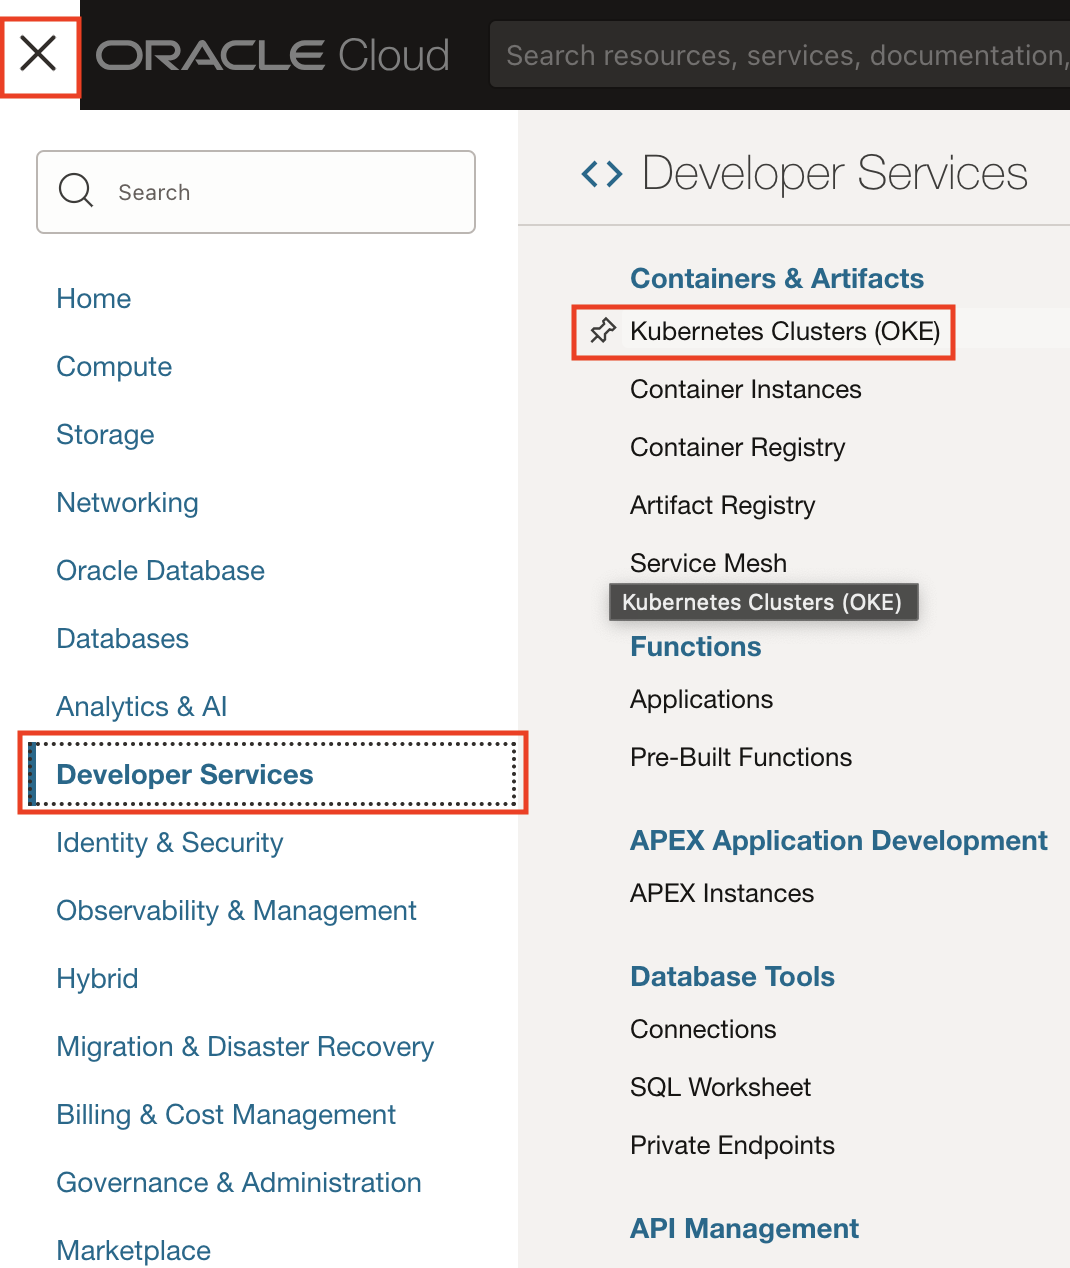 ORACLE Cloud
Search resources, services, documentation,
Search
Home
Compute
Storage
Networking
Oracle Database
Databases
Analytics & AI
Developer Services
Identity & Security
Observability & Management
Hybrid
Migration & Disaster Recovery
Billing & Cost Management
Governance & Administration
Marketplace
Developer Services
Containers & Artifacts
Kubernetes Clusters (OKE)
Container Instances
Container Registry
Artifact Registry
Service Mesh
Kubernetes Clusters (OKE)
Functions
Applications
Pre-Built Functions
APEX Application Development
APEX Instances
Database Tools
Connections
SQL Worksheet
Private Endpoints
API Management